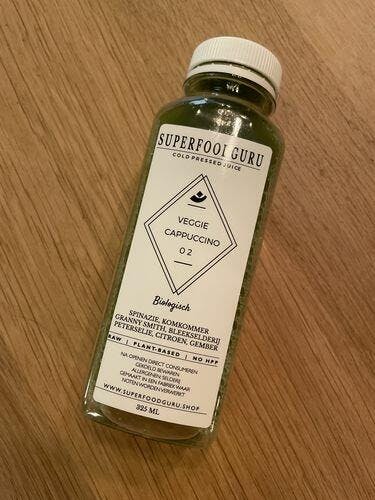 SUPERFOODGURU
COLD PRESSED JUICE
VEGGIE
CAPPUCCINO
02
Biologisch
SPINAZIE, KOMKOMMER
GRANNY SMITH, BLEEKSELDERIJ
PETERSELIE, CITROEN, GEMBER
RAW | PLANT-BASED | NO HPP
NA OPENEN DIRECT CONSUMEREN
GEKOELD BEWAREN
ALLERGENEN: SELDERIJ
GEMAAKT IN EEN FABRIEK WAAR
NOTEN WORDEN VERWERKT
WWW.SUPERFOODGURU.SHOP
325 ML